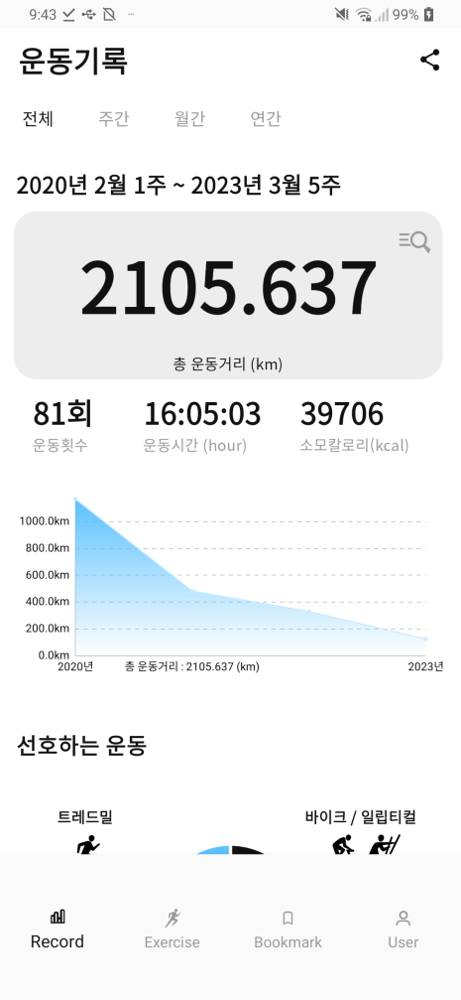 9:43 99%
운동기록
전체 주간 월간 연간
2020년 2월 1주 ~ 2023년 3월 5주
2105.637
총 운동거리 (km)
81회 16:05:03 39706
운동횟수 운동시간 (hour) 소모칼로리(kcal)
1000.0km
800.0km
600.0km
400.0km
200.0km
0.0km
2020년 총 운동거리 : 2105.637 (km) 2023년
선호하는 운동
트레드밀 바이크 / 일립티컬
Record Exercise Bookmark User